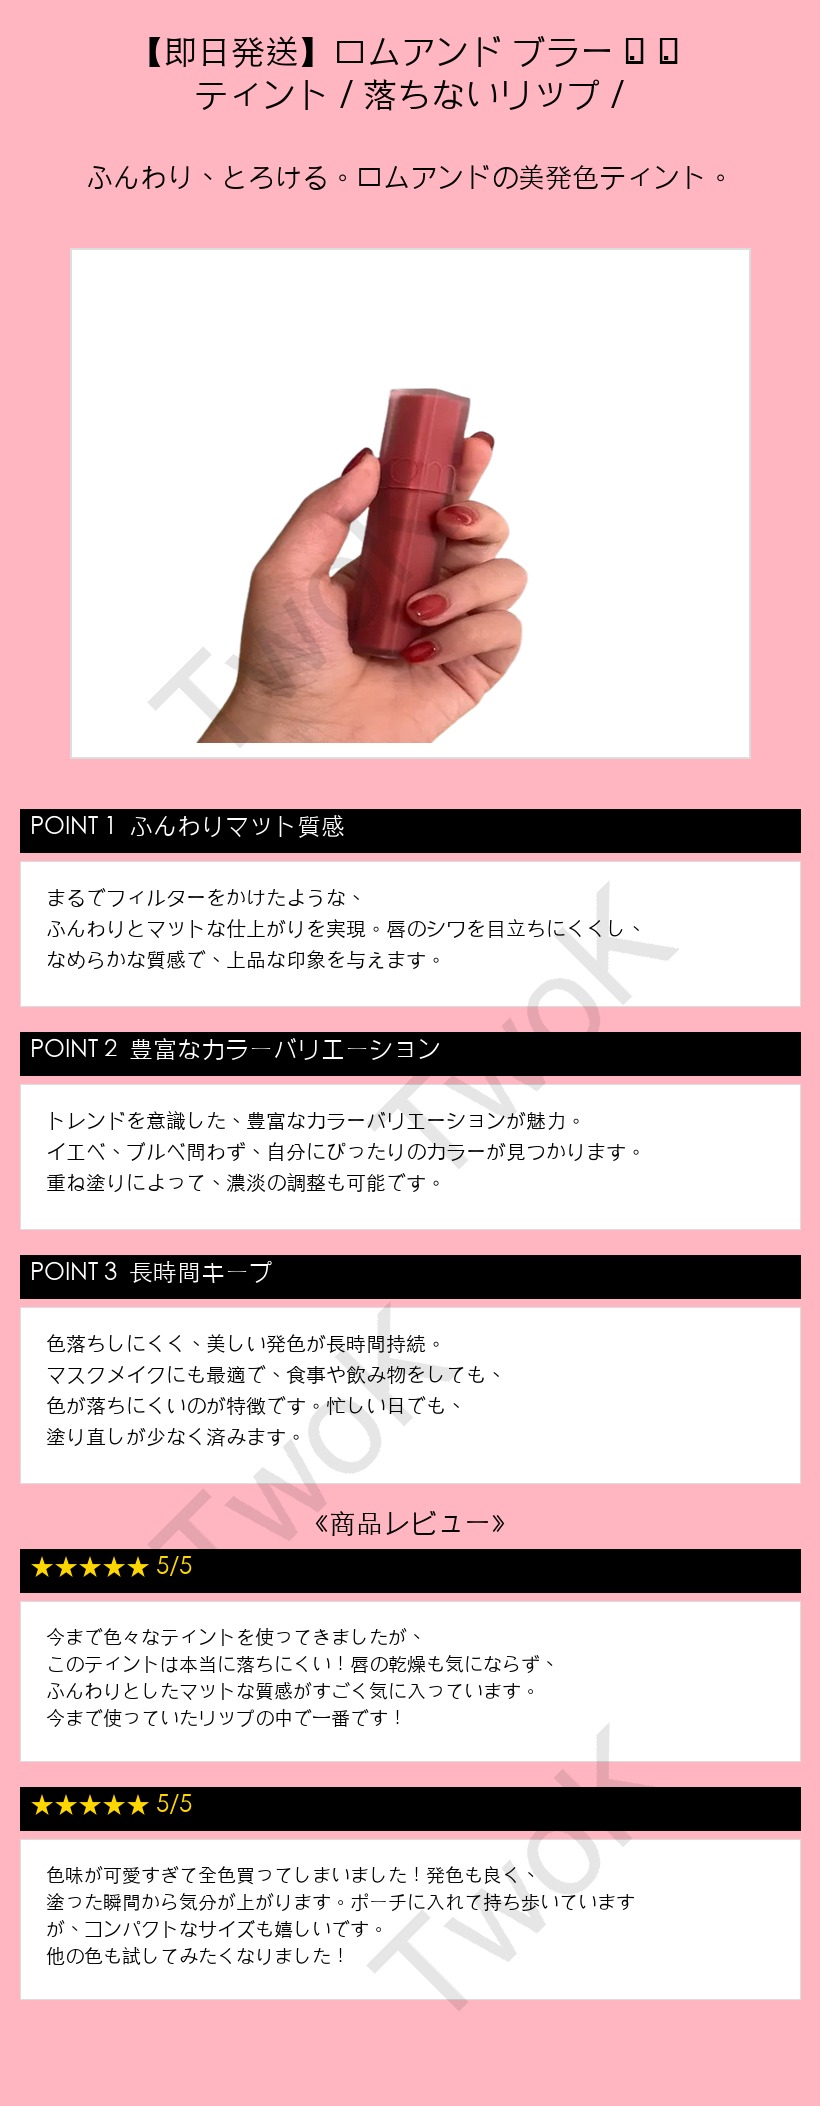 【即日発送】ロムアンド ブラー
ティント / 落ちないリップ /
ふんわり、とろける。ロムアンドの美発色ティント。
om
TwoK
POINT 1 ふんわりマット質感
まるでフィルターをかけたような、
ふんわりとマットな仕上がりを実現。唇のシワを目立ちにくくし、
なめらかな質感で、上品な印象を与えます。
TwoK
POINT 2 豊富なカラーバリエーション
トレンドを意識した、豊富なカラーバリエーションが魅力。
イエベ、ブルベ問わず、自分にぴったりのカラーが見つかります。
重ね塗りによって、濃淡の調整も可能です。
POINT 3 長時間キープ
色落ちしにくく、美しい発色が長時間持続。
マスクメイクにも最適で、食事や飲み物をしても、
色が落ちにくいのが特徴です。忙しい日でも、
塗り直しが少なく済みます。
TwoK
《商品レビュー》
★★★★★ 5/5
今まで色々なティントを使ってきましたが、
このティントは本当に落ちにくい！唇の乾燥も気にならず、
ふんわりとしたマットな質感がすごく気に入っています。
今まで使っていたリップの中で一番です！
★★★★★ 5/5
色味が可愛すぎて全色買ってしまいました！発色も良く、
塗った瞬間から気分が上がります。ポーチに入れて持ち歩いています
が、コンパクトなサイズも嬉しいです。
他の色も試してみたくなりました！
TwoK